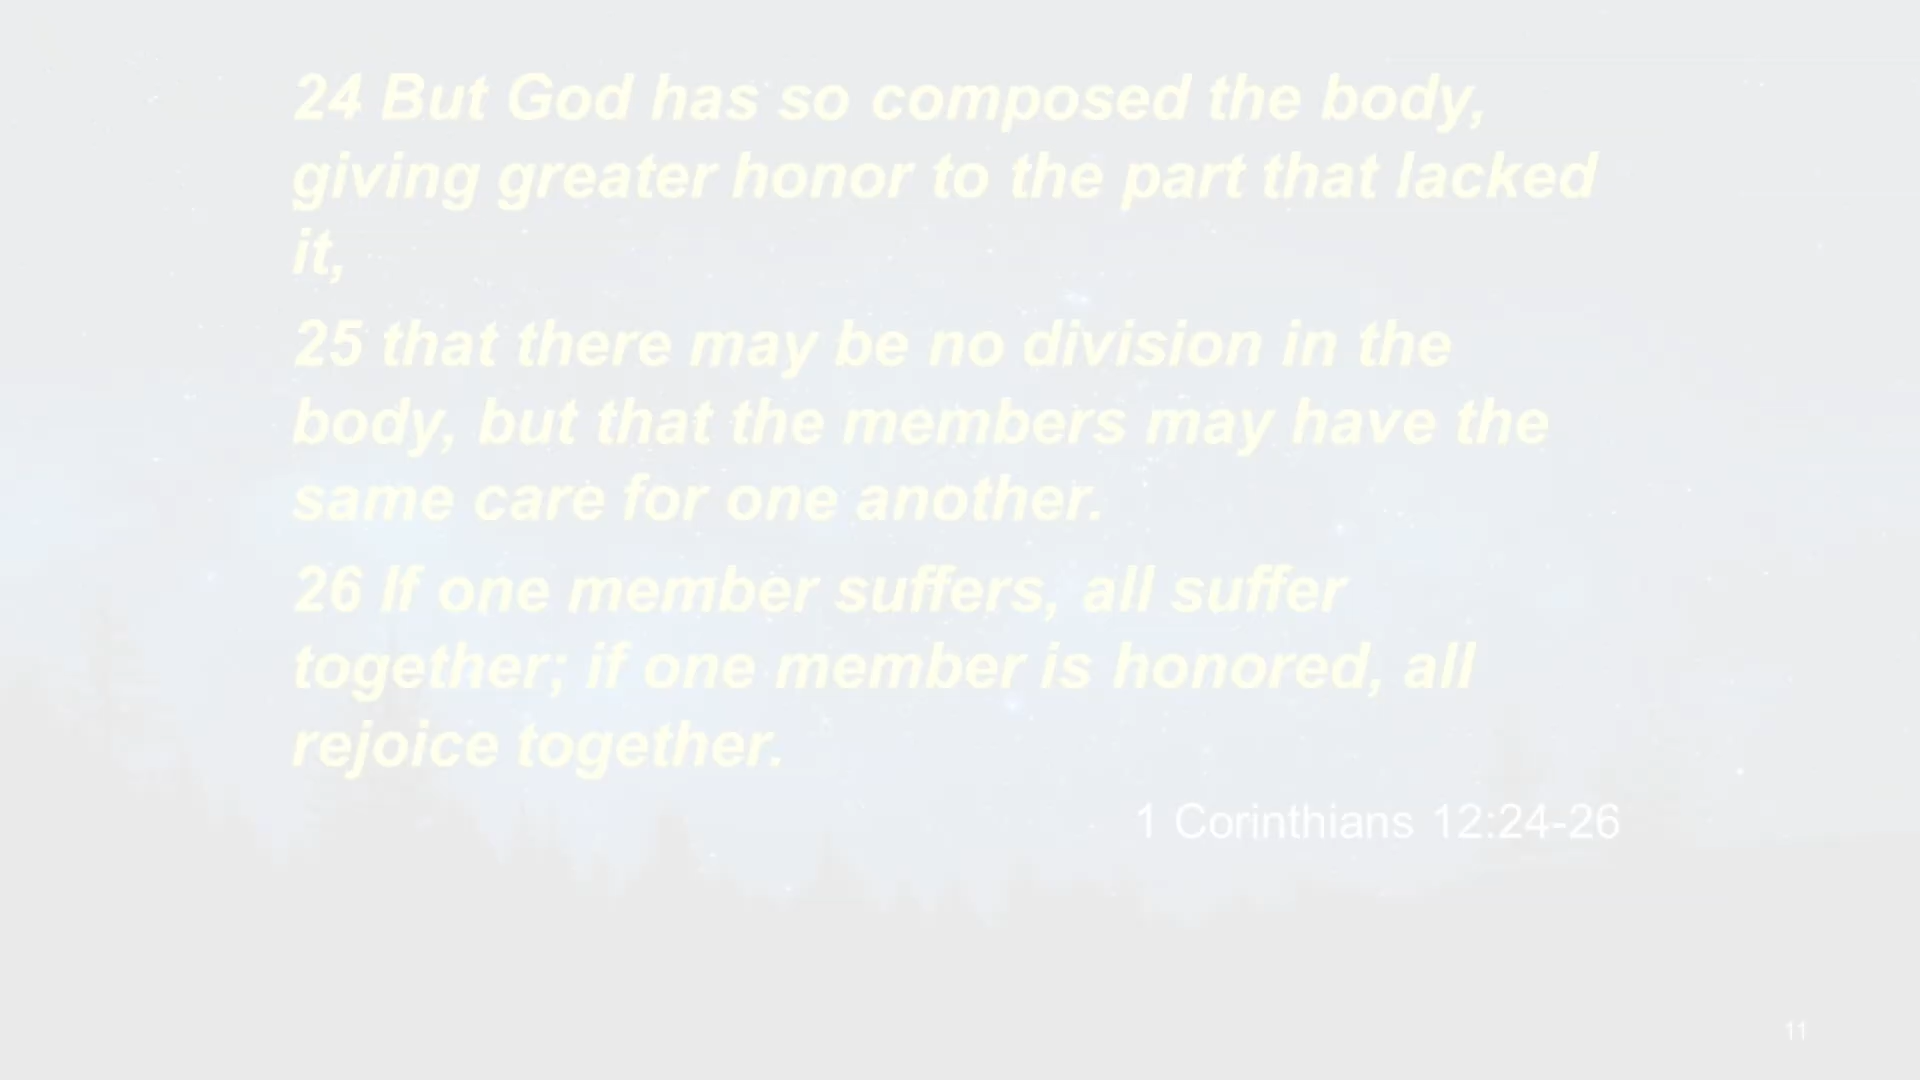 24 But God has so composed the body,
giving greater honor to the part that lacked
it,
25 that there may be no division in the
body, but that the members may have the
same care for one another.
26 If one member suffers, all suffer
together; if one member is honored, all
rejoice together.
1 Corinthians 12:24-26
11